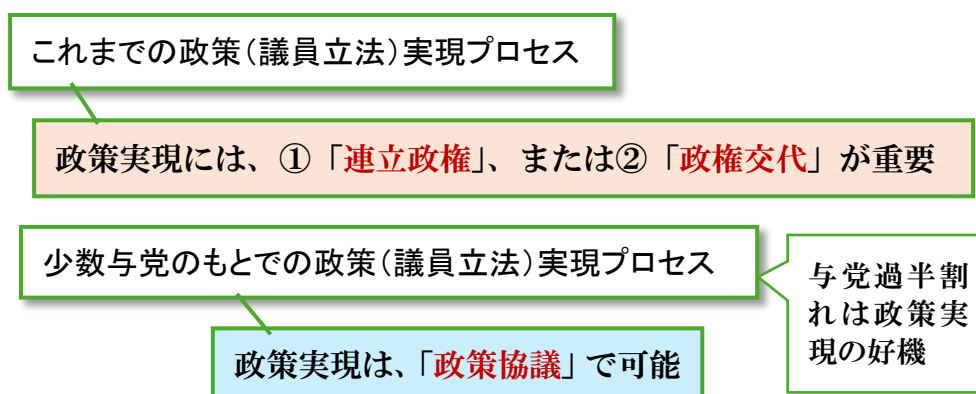 これまでの政策（議員立法）実現プロセス
政策実現には、①「連立政権」、または②「政権交代」が重要
少数与党のもとでの政策（議員立法）実現プロセス
与党過半割
れは政策実
現の好機
政策実現は、「政策協議」で可能